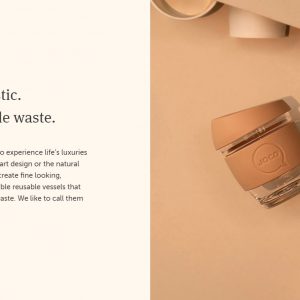 tic.
le waste.
o experience life's luxuries
art design or the natural
create fine looking,
ble reusable vessels that
aste. We like to call them
JOCO